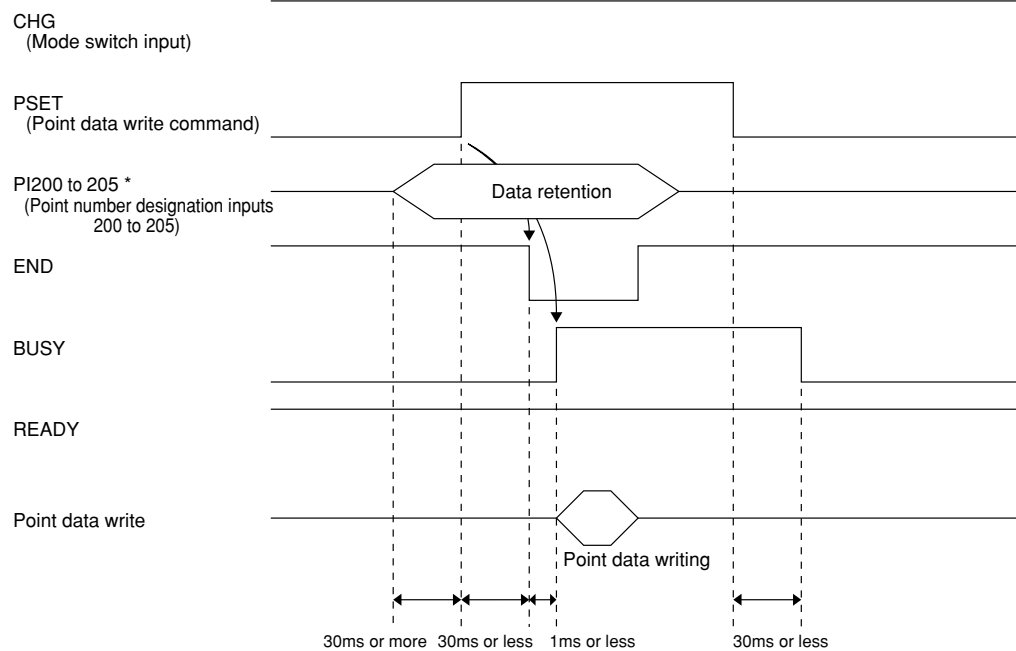 CHG
(Mode switch input)
PSET
(Point data write command)
PI200 to 205 *
(Point number designation inputs
200 to 205)
Data retention
END
BUSY
READY
Point data write
Point data writing
30ms or more 30ms or less 1ms or less 30ms or less